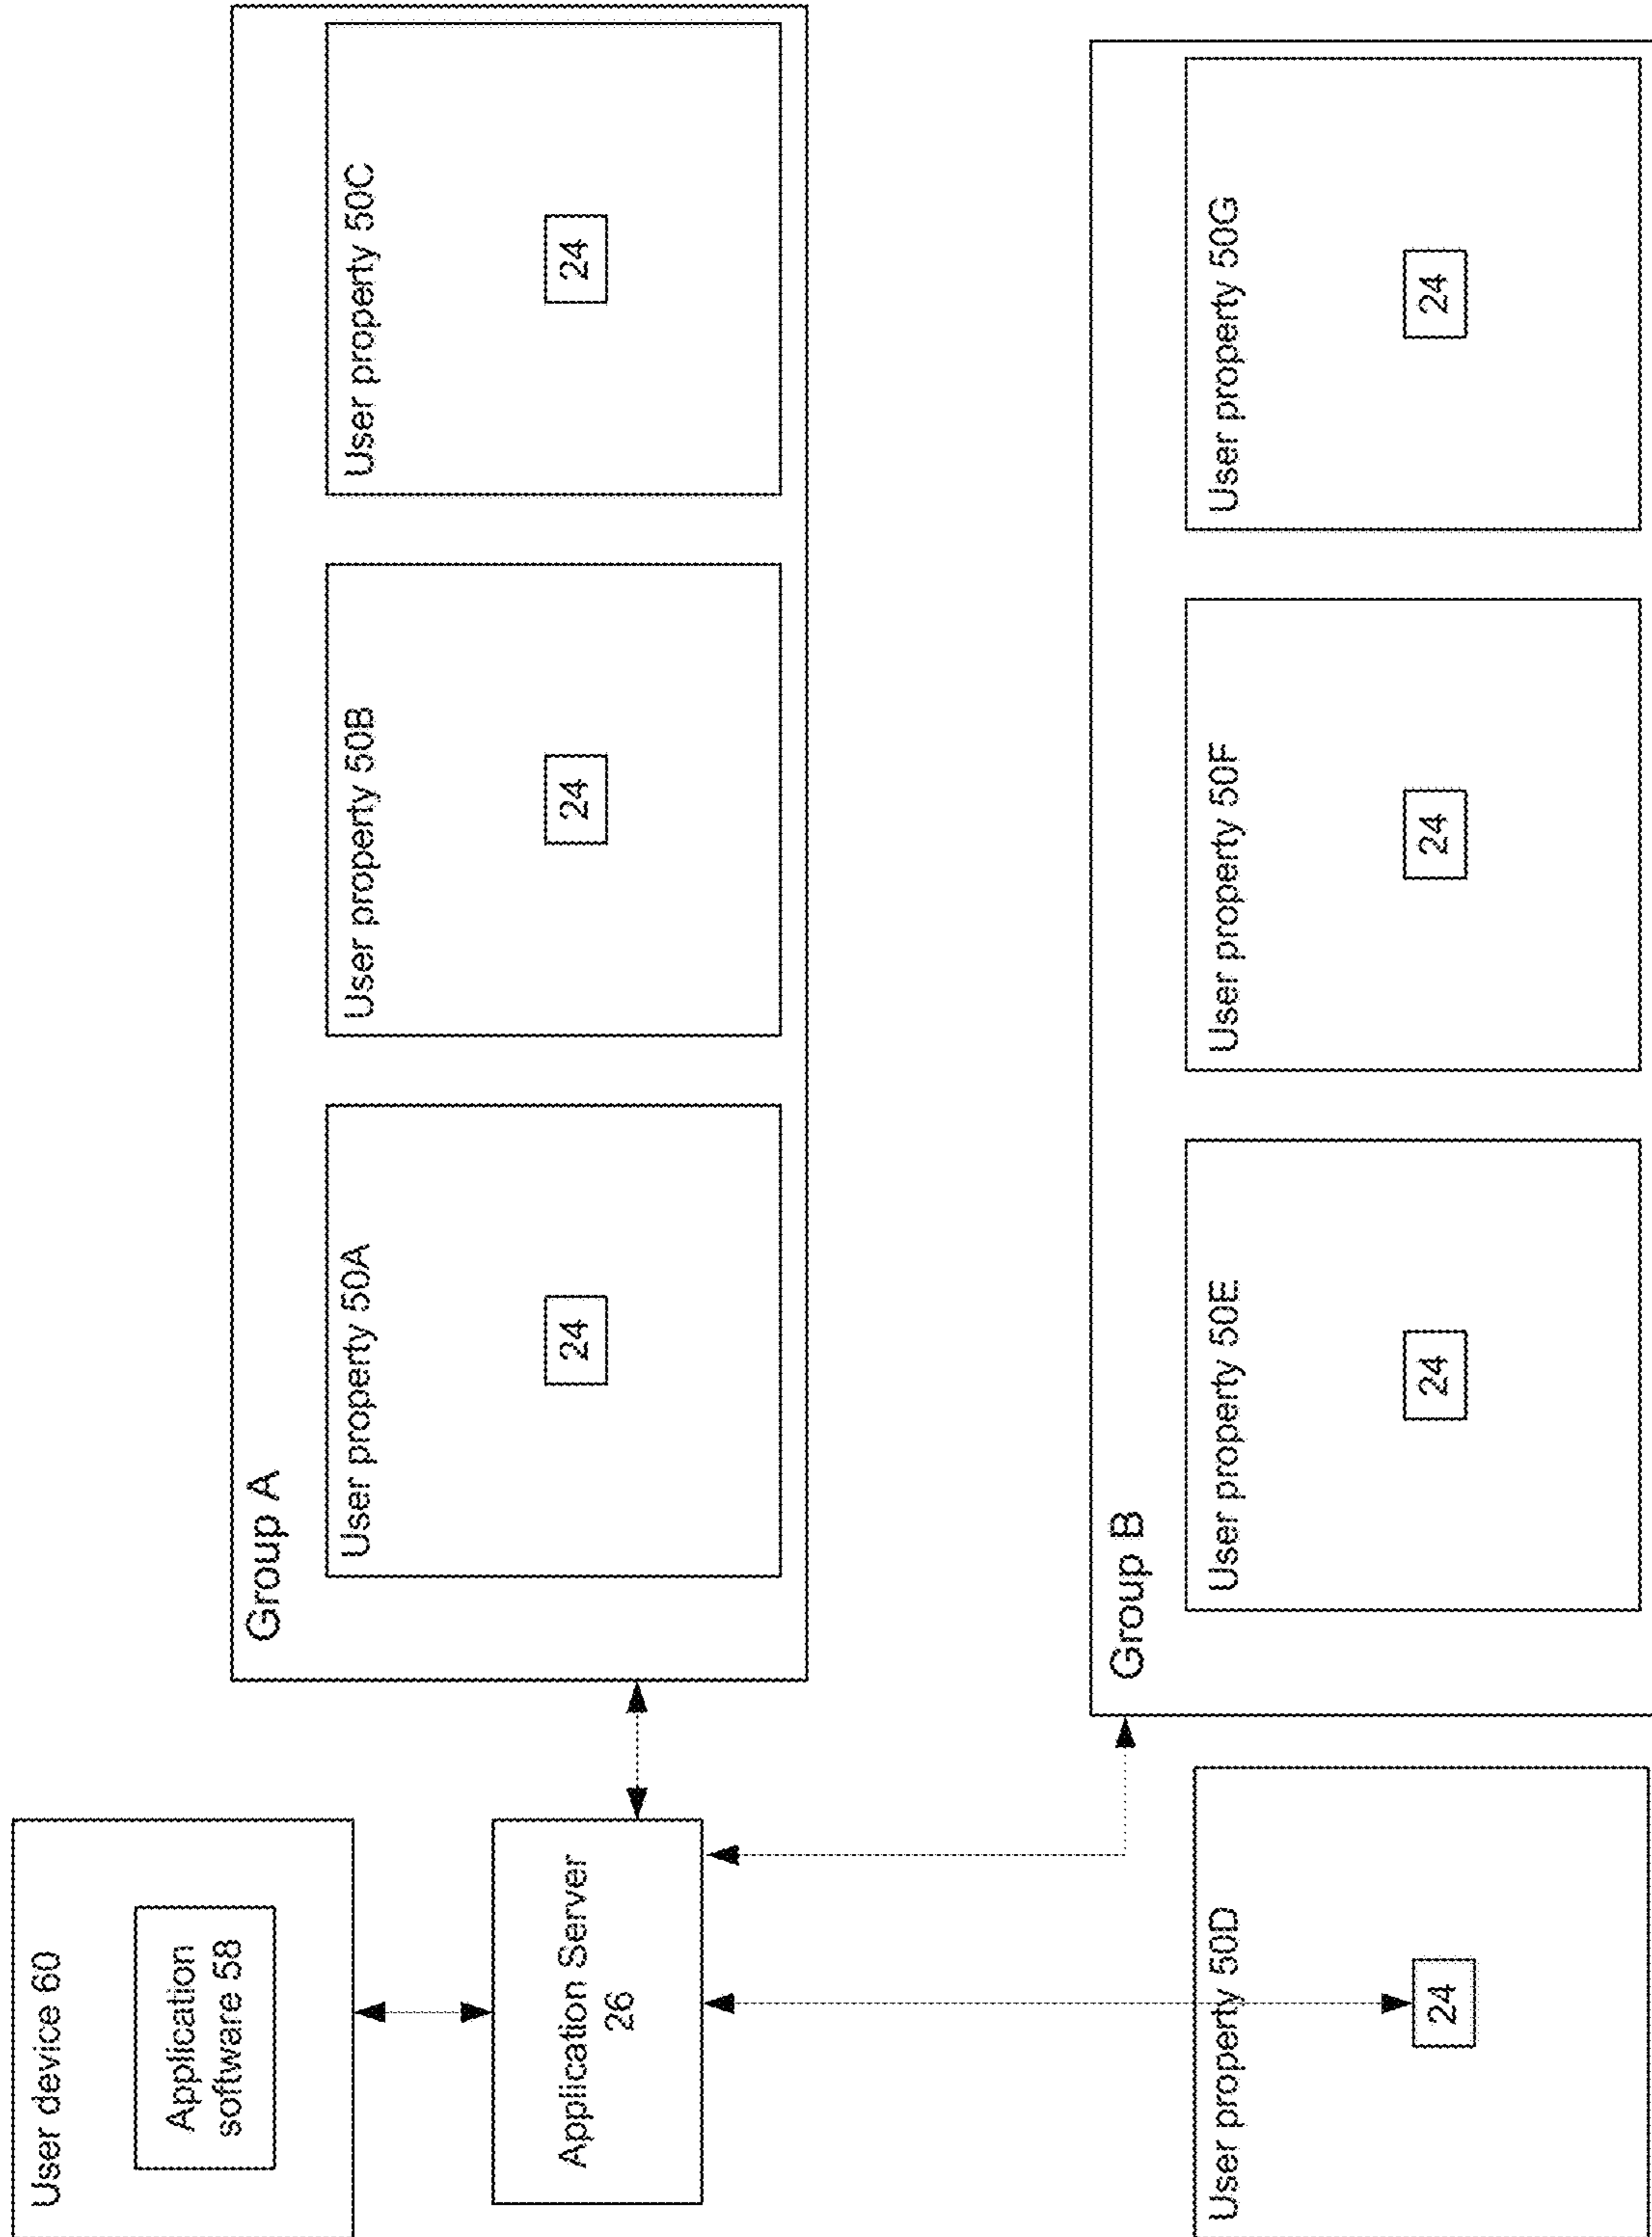 User device 60
Application
software 58
Application Server
26
Group A
User property 50A
24
User property 50B
24
User property 50C
24
User property 50D
24
Group B
User property 50E
24
User property 50F
24
User property 50G
24